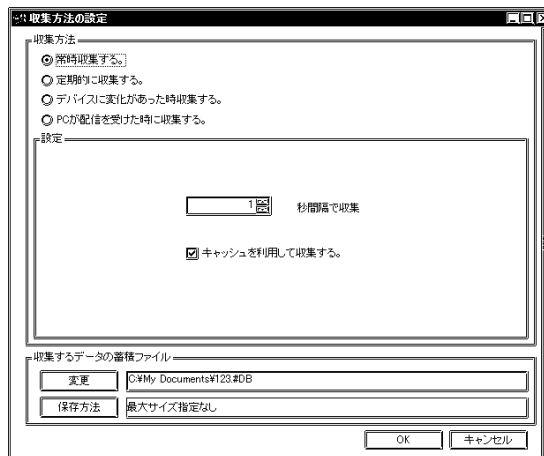 収集方法の設定
収集方法
常時収集する。
定期的に収集する。
デバイスに変化があった時収集する。
PCが配信を受けた時に収集する。
設定
1 秒間隔で収集
キャッシュを利用して収集する。
収集するデータの蓄積ファイル
変更 C:¥My Documents¥123.#DB
保存方法 最大サイズ指定なし
OK キャンセル